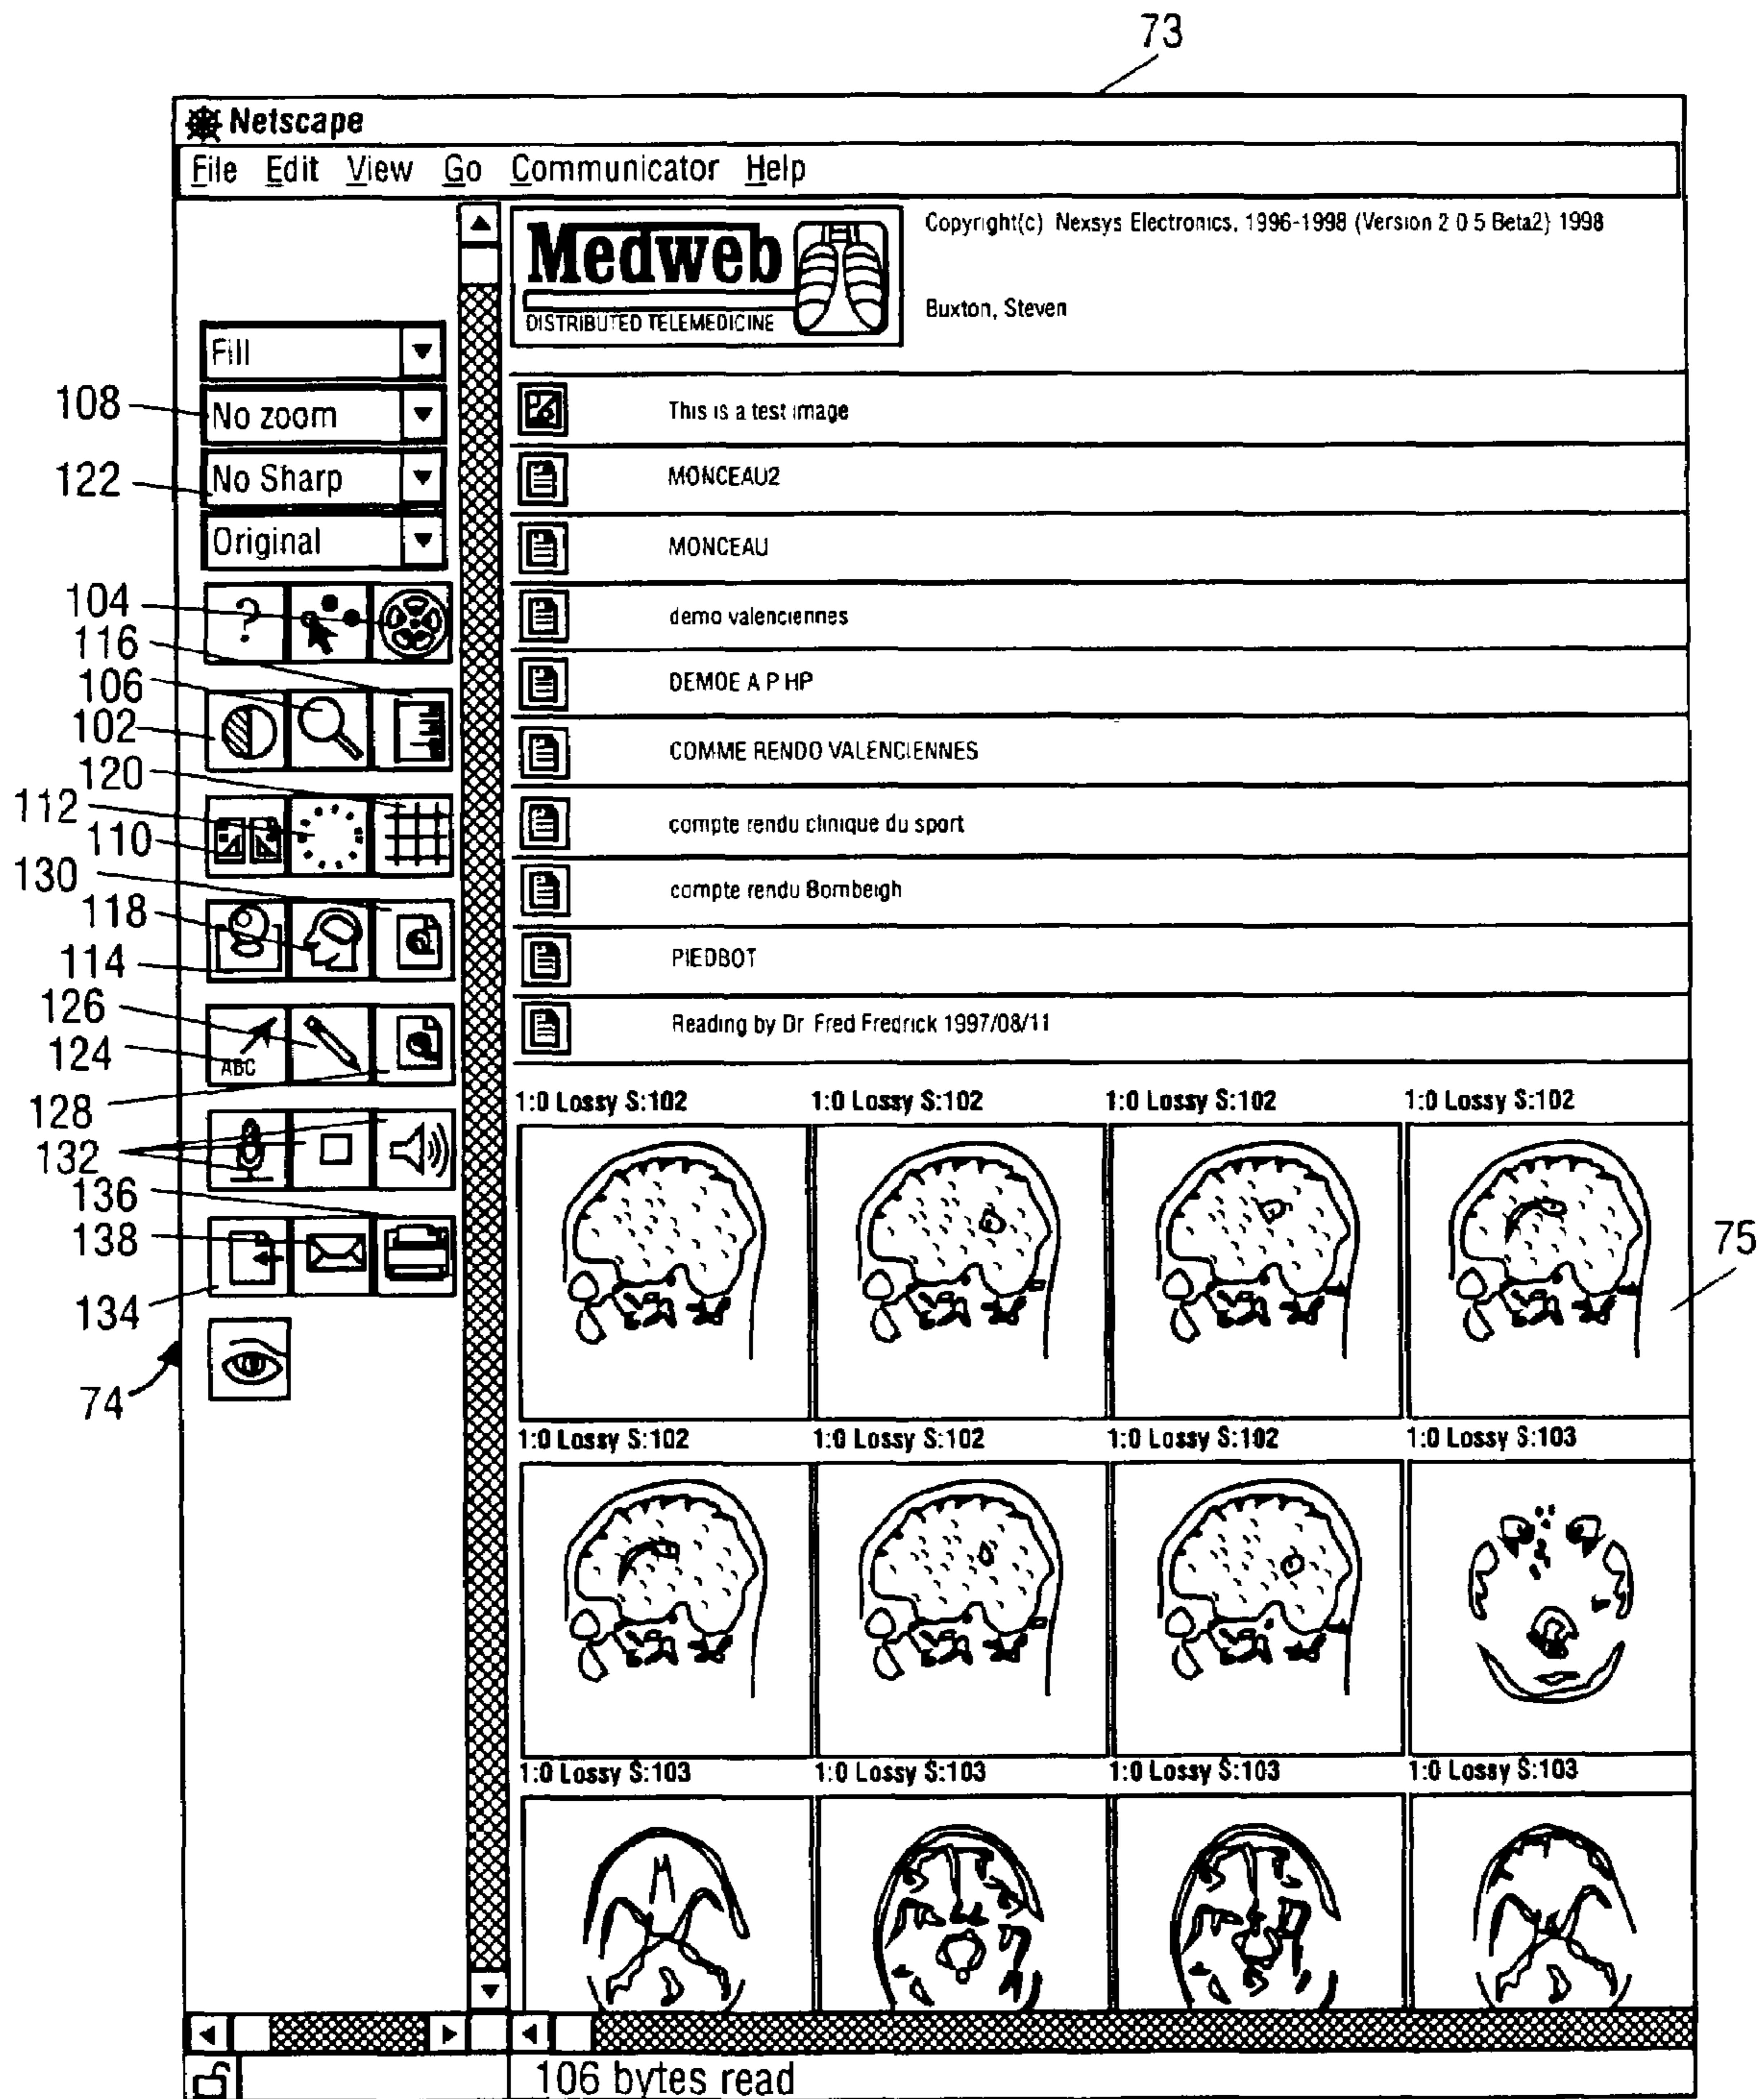 73
Netscape
File Edit View Go Communicator Help
Medweb
DISTRIBUTED TELEMEDICINE
Copyright(c) Nexsys Electronics, 1996-1998 (Version 2 0 5 Beta2) 1998
Buxton, Steven
Fill
108 No zoom
122 No Sharp
Original
104
?
116
106
102
120
112
110
130
118
114
126
124
ABC
128
132
136
138
134
74
This is a test image
MONCEAU2
MONCEAU
demo valenciennes
DEMOE A P HP
COMME RENDO VALENCIENNES
compte rendu clinique du sport
compte rendu Bombeigh
PIEDBOT
Reading by Dr Fred Fredrick 1997/08/11
1:0 Lossy S:102 1:0 Lossy S:102 1:0 Lossy S:102 1:0 Lossy S:102
75
1:0 Lossy S:102 1:0 Lossy S:102 1:0 Lossy S:102 1:0 Lossy S:103
1:0 Lossy S:103 1:0 Lossy S:103 1:0 Lossy S:103 1:0 Lossy S:103
106 bytes read